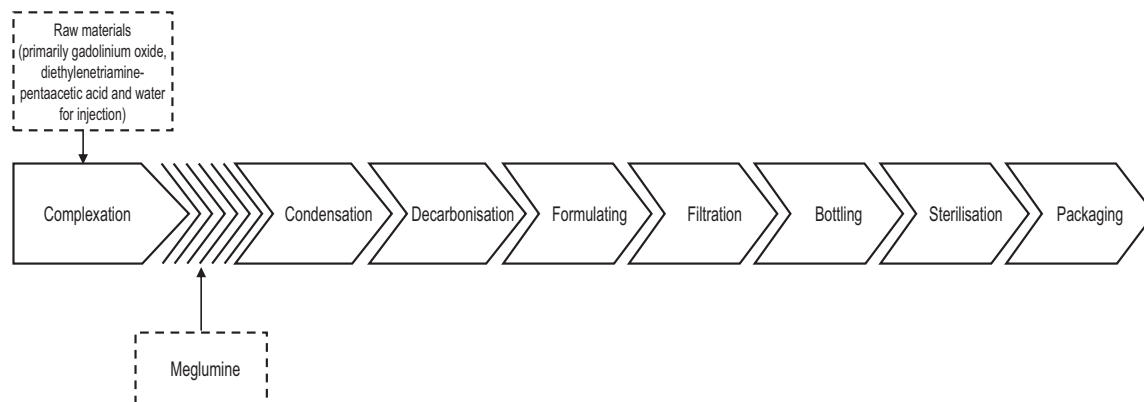 Raw materials
(primarily gadolinium oxide,
diethylenetriamine-
pentaacetic acid and water
for injection)
Complexation
Condensation
Decarbonisation
Formulating
Filtration
Bottling
Sterilisation
Packaging
Meglumine